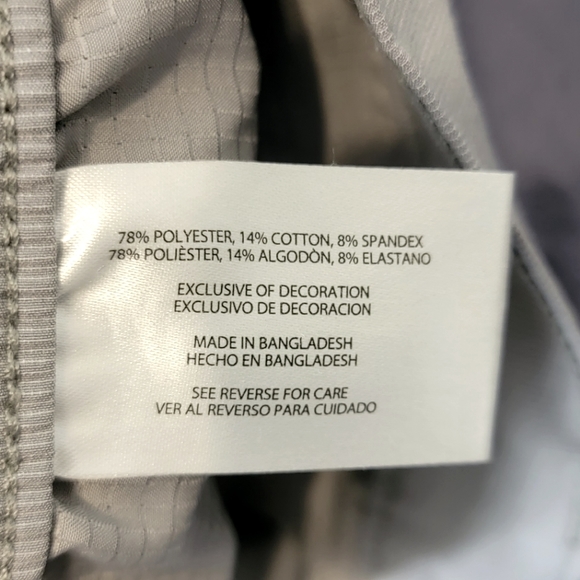 78% POLYESTER, 14% COTTON, 8% SPANDEX
78% POLIÈSTER, 14% ALGODÒN, 8% ELASTANO
EXCLUSIVE OF DECORATION
EXCLUSIVO DE DECORACION
MADE IN BANGLADESH
HECHO EN BANGLADESH
SEE REVERSE FOR CARE
VER AL REVERSO PARA CUIDADO